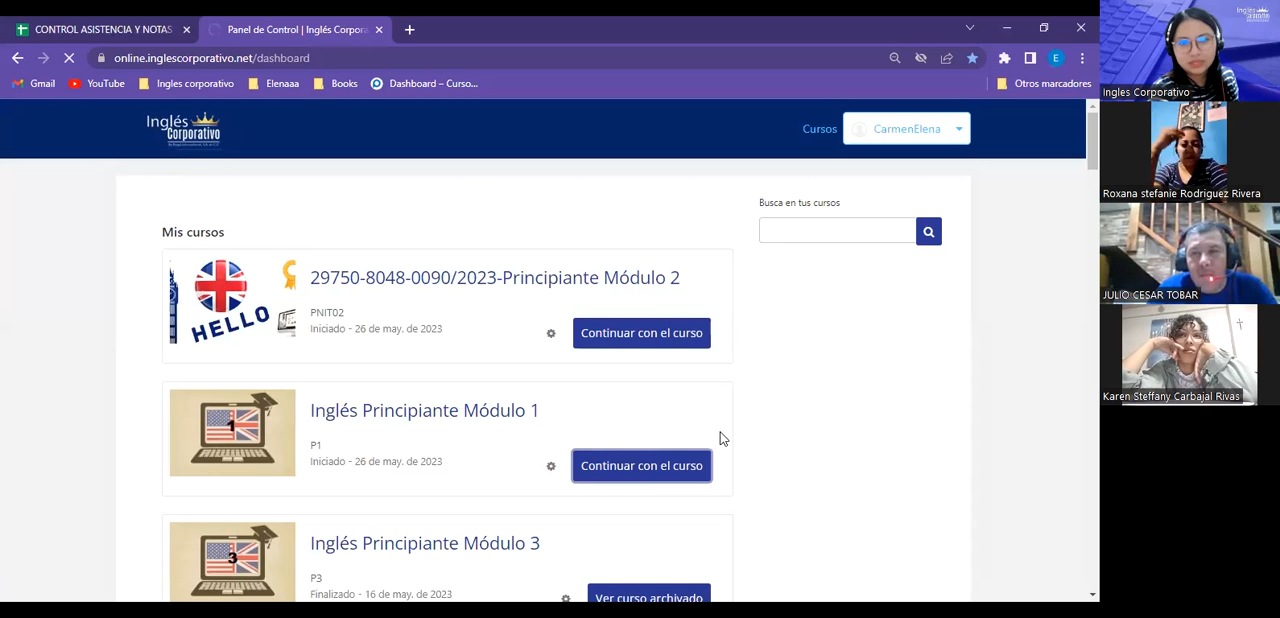 CONTROL ASISTENCIA Y NOTAS
Panel de Control | Inglés Corpora
online.inglescorporativo.net/dashboard
E
Gmail
YouTube
Ingles corporativo
Elenaaa
Books
Dashboard – Curso...
Otros marcadores
Inglés
Corporativo
Cursos
CarmenElena
Mis cursos
Busca en tus cursos
HELLO
29750-8048-0090/2023-Principiante Módulo 2
PNIT02
Iniciado - 26 de may. de 2023
Continuar con el curso
1
Inglés Principiante Módulo 1
P1
Iniciado - 26 de may. de 2023
Continuar con el curso
3
Inglés Principiante Módulo 3
P3
Finalizado - 16 de may. de 2023
Ver curso archivado
Inglés
Ingles Corporativo
Roxana stefanie Rodriguez Rivera
JULIO CESAR TOBAR
Karen Steffany Carbajal Rivas